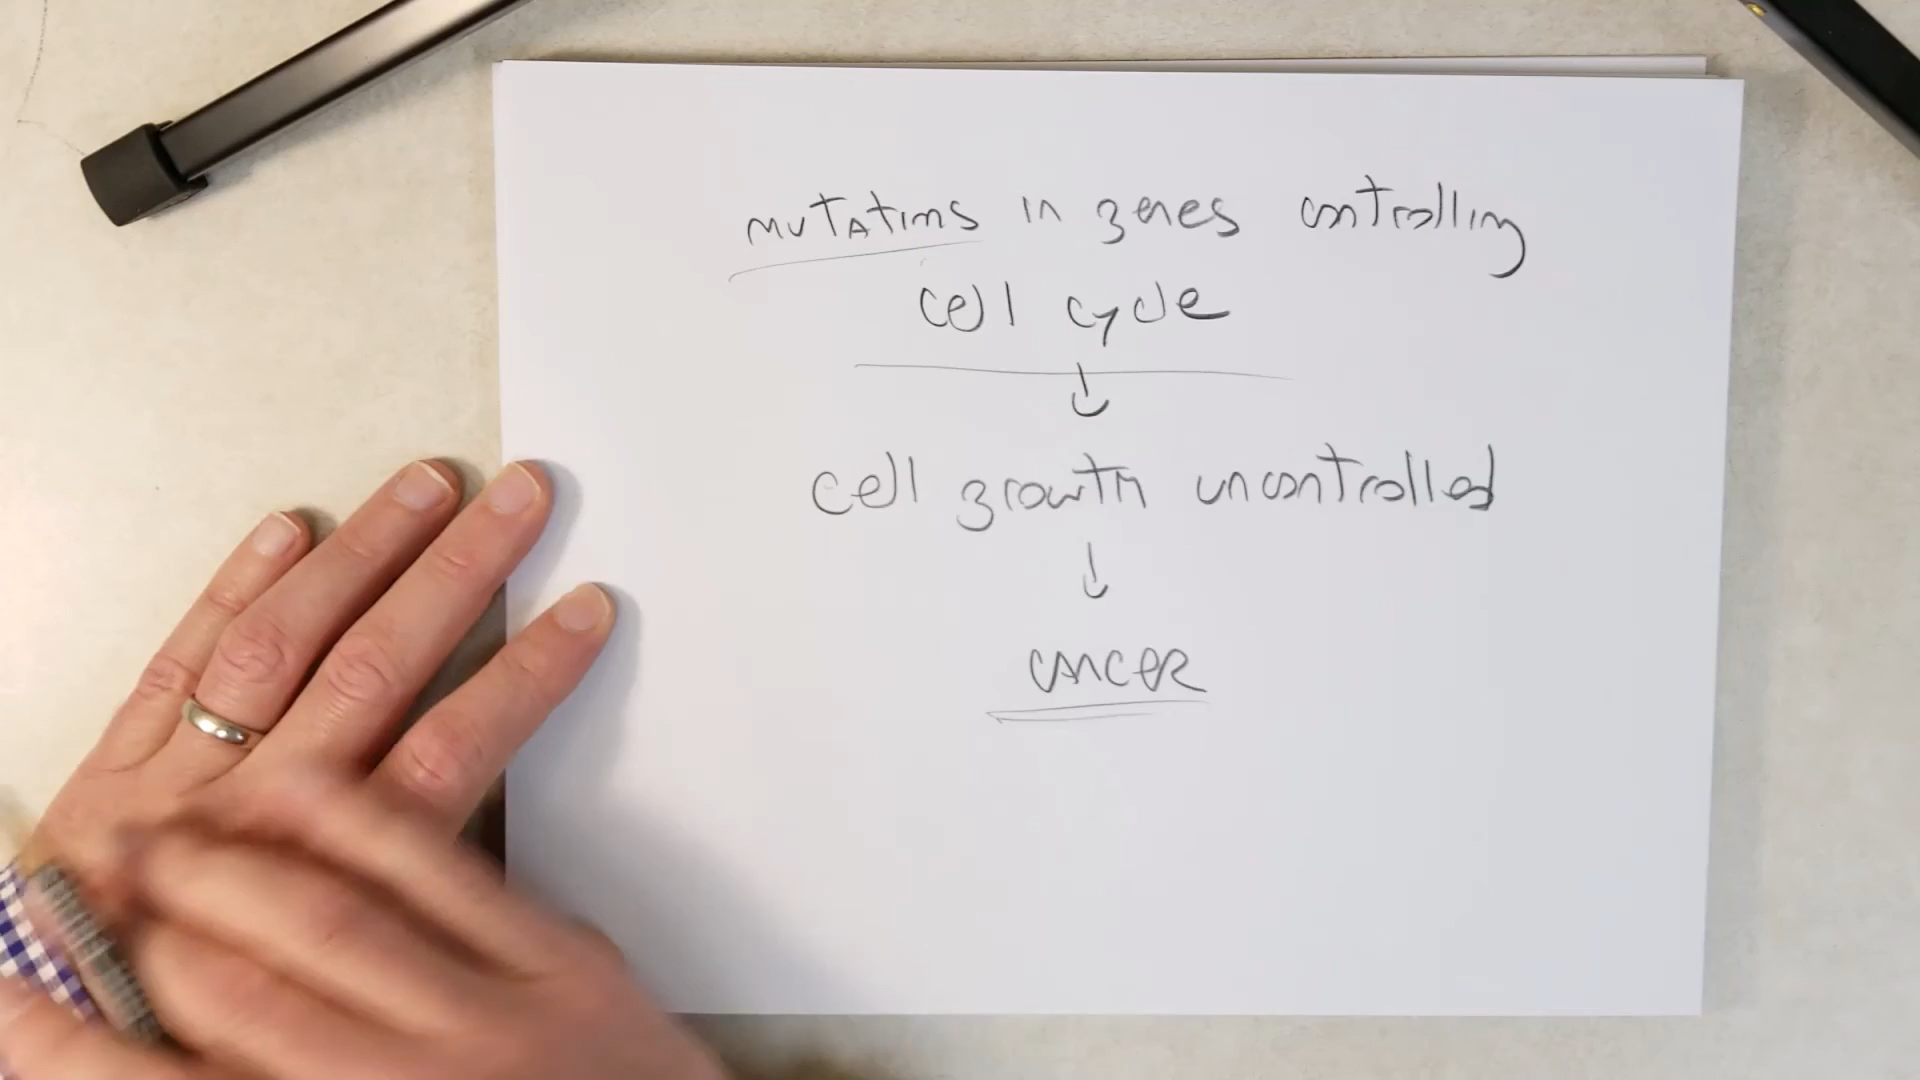 mutations in genes controlling
cell cycle
↓
cell growth uncontrolled
↓
cancer